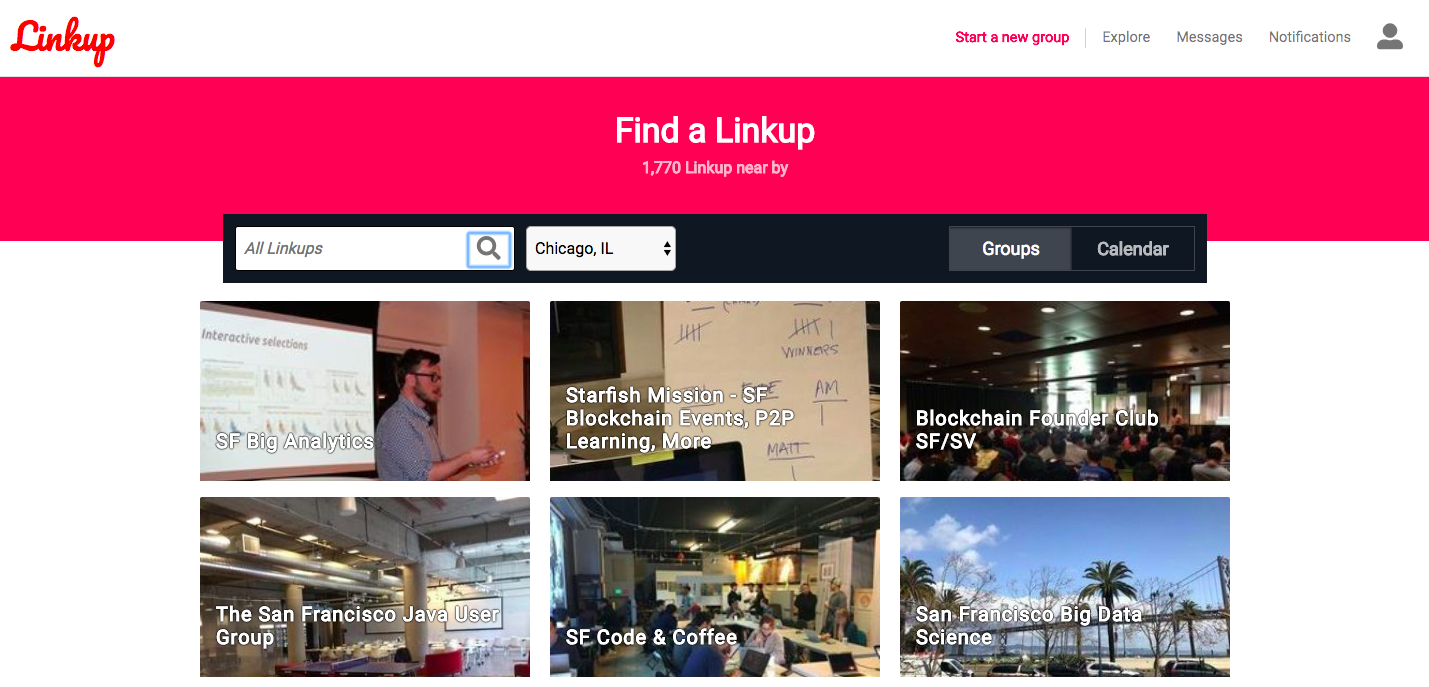 Linkup
Start a new group
Explore
Messages
Notifications
Find a Linkup
1,770 Linkup near by
All Linkups
Chicago, IL
Groups
Calendar
Interactive selections
SF Big Analytics
WINNERS
AM
MATT
Starfish Mission - SF
Blockchain Events, P2P
Learning, More
Blockchain Founder Club
SF/SV
The San Francisco Java User
Group
SF Code & Coffee
San Francisco Big Data
Science